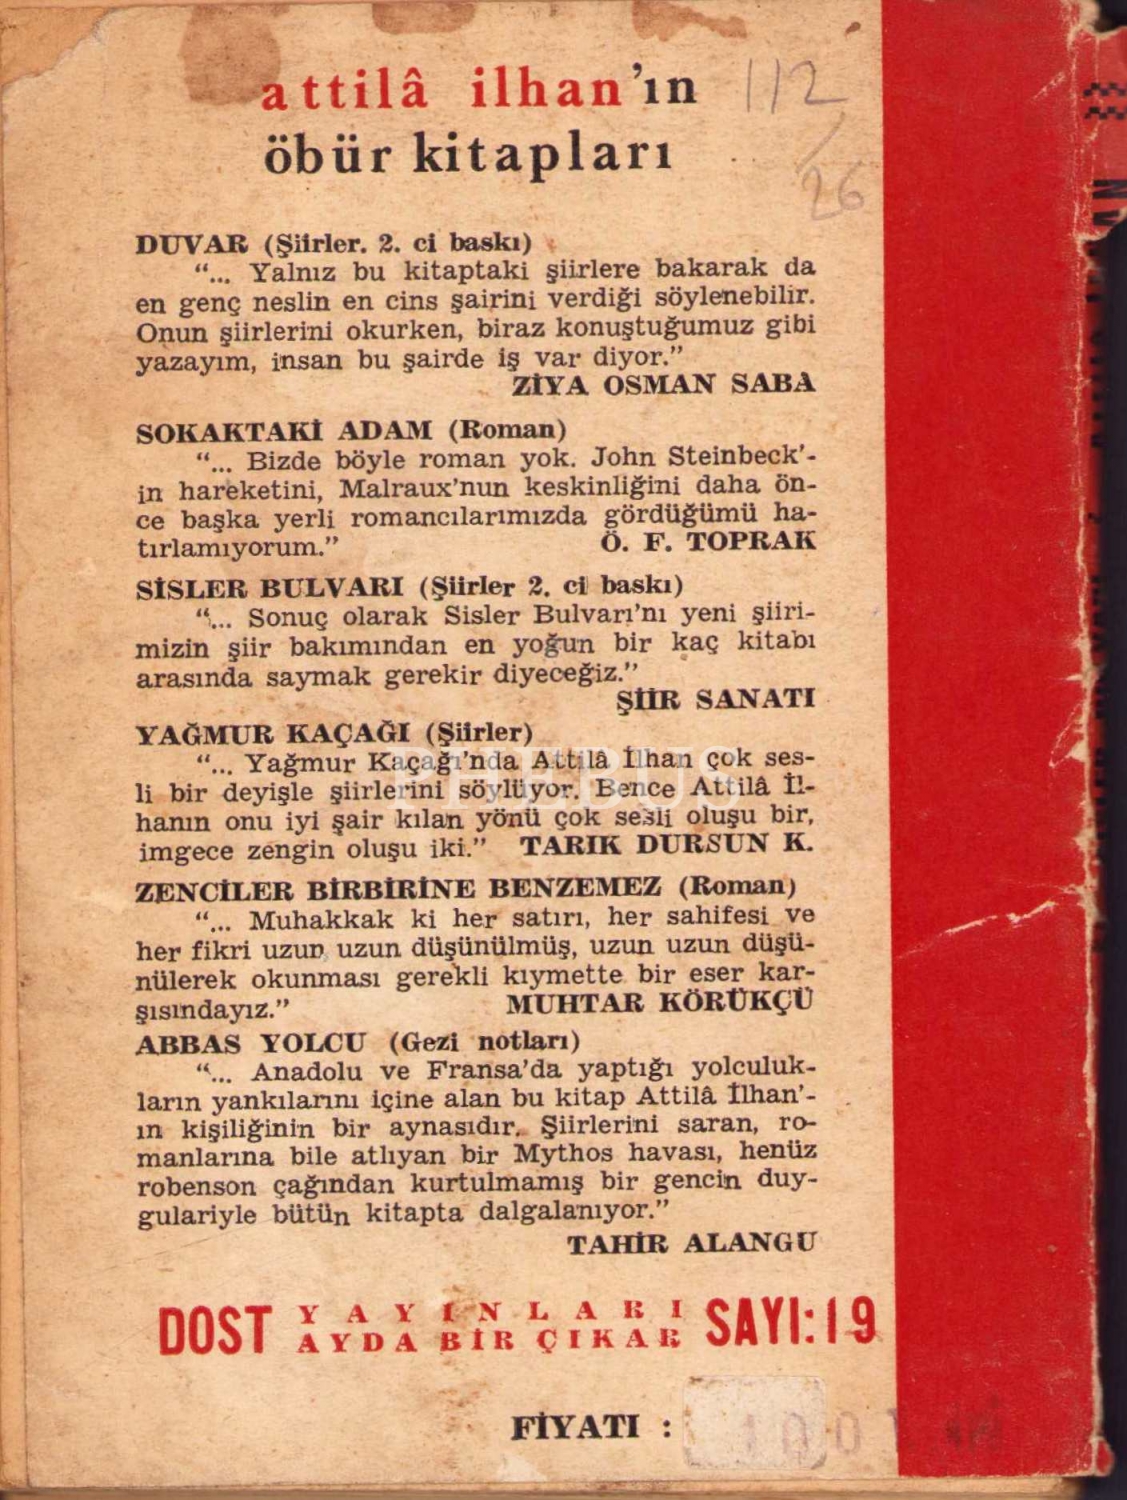 attilâ ilhan'ın
öbür kitapları
112
/
26
DUVAR (Şiirler. 2. ci baskı)
"... Yalnız bu kitaptaki şiirlere bakarak da
en genç neslin en cins şairini verdiği söylenebilir.
Onun şiirlerini okurken, biraz konuştuğumuz gibi
yazayım, insan bu şairde iş var diyor."
ZİYA OSMAN SABA
SOKAKTAKİ ADAM (Roman)
"... Bizde böyle roman yok. John Steinbeck'-
in hareketini, Malraux'nun keskinliğini daha ön-
ce başka yerli romancılarımızda gördüğümü ha-
tırlamıyorum." Ö. F. TOPRAK
SİSLER BULVARI (Şiirler 2. ci baskı)
"... Sonuç olarak Sisler Bulvarı'nı yeni şiiri-
mizin şiir bakımından en yoğun bir kaç kitabı
arasında saymak gerekir diyeceğiz."
ŞİİR SANATI
YAĞMUR KAÇAĞI (Şiirler)
"... Yağmur Kaçağı'nda Attilâ İlhan çok ses-
li bir deyişle şiirlerini söylüyor. Bence Attilâ İl-
hanın onu iyi şair kılan yönü çok sesli oluşu bir,
imgece zengin oluşu iki." TARIK DURSUN K.
PHEBUS
ZENCİLER BİRBİRİNE BENZEMEZ (Roman)
"... Muhakkak ki her satırı, her sahifesi ve
her fikri uzun uzun düşünülmüş, uzun uzun düşü-
nülerek okunması gerekli kıymette bir eser kar-
şısındayız." MUHTAR KÖRÜKÇÜ
ABBAS YOLCU (Gezi notları)
"... Anadolu ve Fransa'da yaptığı yolculuk-
ların yankılarını içine alan bu kitap Attilâ İlhan'-
ın kişiliğinin bir aynasıdır. Şiirlerini saran, ro-
manlarına bile atlıyan bir Mythos havası, henüz
robenson çağından kurtulmamış bir gencin duy-
gulariyle bütün kitapta dalgalanıyor."
TAHİR ALANGU
DOST YAYINLARI SAYI: 19
AYDA BİR ÇIKAR
FİYATI :